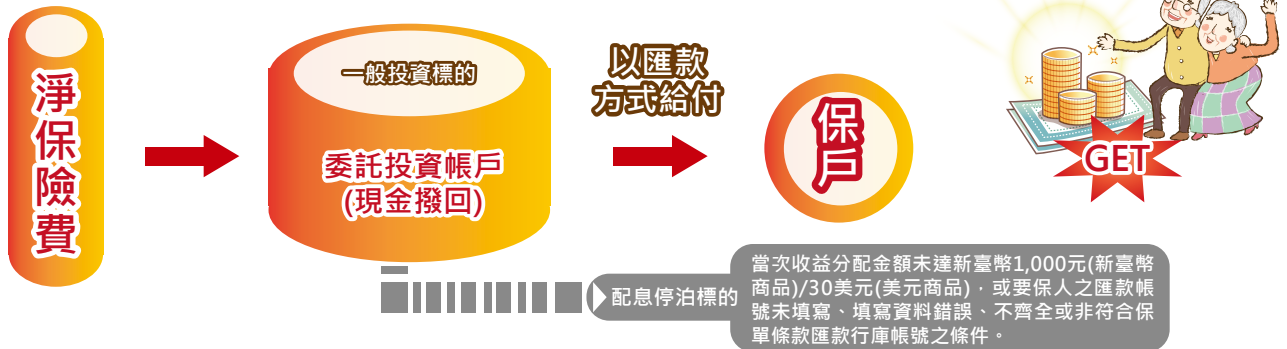 淨保險費
一般投資標的
委託投資帳戶
(現金撥回)
以匯款
方式給付
保戶
GET
配息停泊標的
當次收益分配金額未達新臺幣1,000元(新臺幣
商品)/30美元(美元商品)，或要保人之匯款帳
號未填寫、填寫資料錯誤、不齊全或非符合保
單條款匯款行庫帳號之條件。